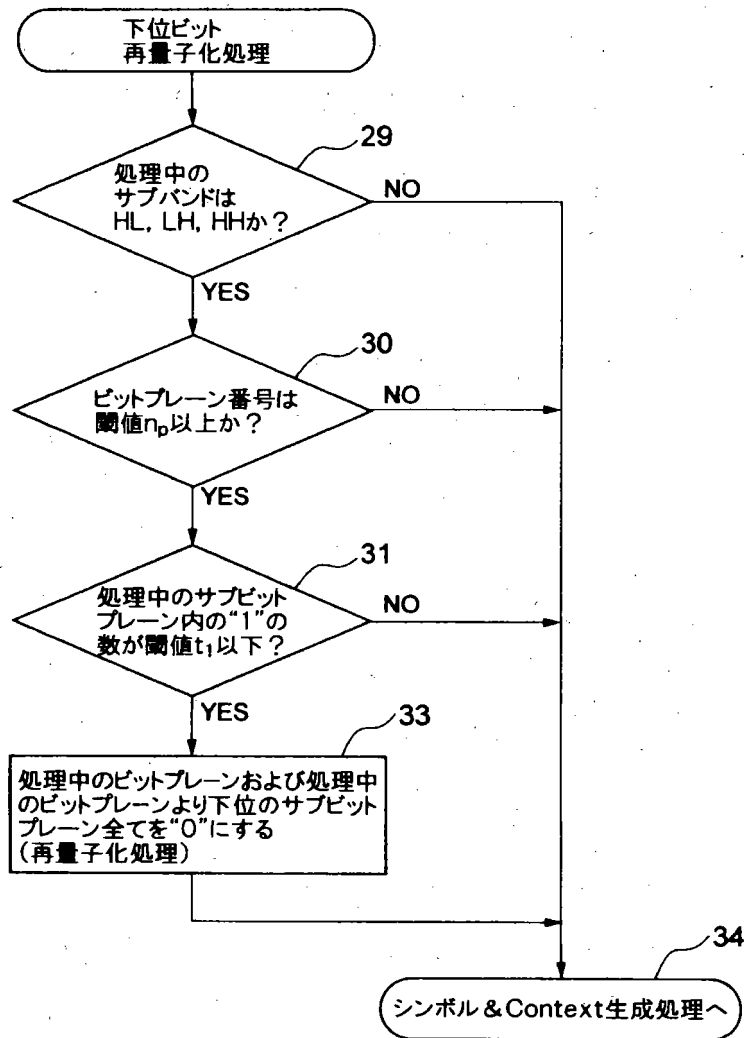 下位ビット
再量子化処理
29
処理中の
サブバンドは
HL, LH, HHか？
NO
YES
30
ビットプレーン番号は
閾値np以上か？
NO
YES
31
処理中のサブビット
プレーン内の“1”の
数が閾値t1以下？
NO
YES
33
処理中のビットプレーンおよび処理中
のビットプレーンより下位のサブビット
プレーン全てを“0”にする
（再量子化処理）
34
シンボル＆Context生成処理へ